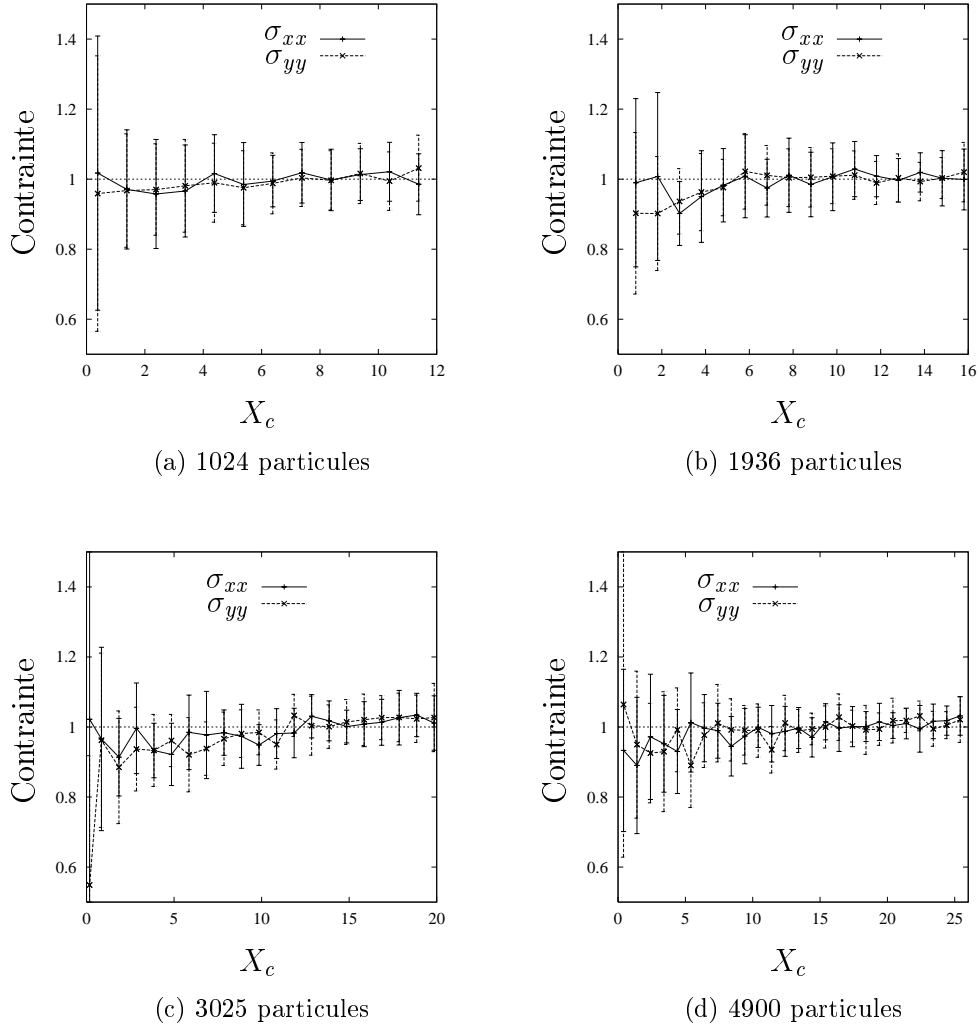 σxx
σyy
Contrainte
1.4
1.2
1
0.8
0.6
0 2 4 6 8 10 12
Xc
(a) 1024 particules
σxx
σyy
Contrainte
1.4
1.2
1
0.8
0.6
0 2 4 6 8 10 12 14 16
Xc
(b) 1936 particules
σxx
σyy
Contrainte
1.4
1.2
1
0.8
0.6
0 5 10 15 20
Xc
(c) 3025 particules
σxx
σyy
Contrainte
1.4
1.2
1
0.8
0.6
0 5 10 15 20 25
Xc
(d) 4900 particules